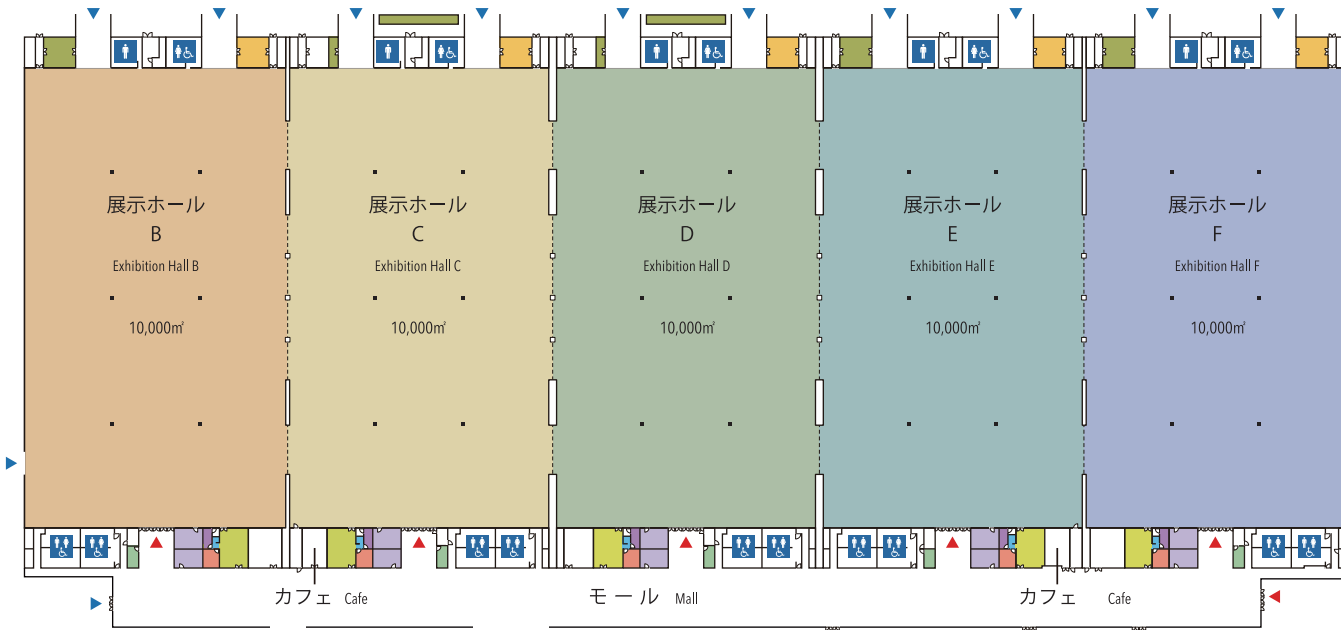 展示ホール
B
Exhibition Hall B
10,000㎡
展示ホール
C
Exhibition Hall C
10,000㎡
展示ホール
D
Exhibition Hall D
10,000㎡
展示ホール
E
Exhibition Hall E
10,000㎡
展示ホール
F
Exhibition Hall F
10,000㎡
カフェ Cafe
モール Mall
カフェ Cafe